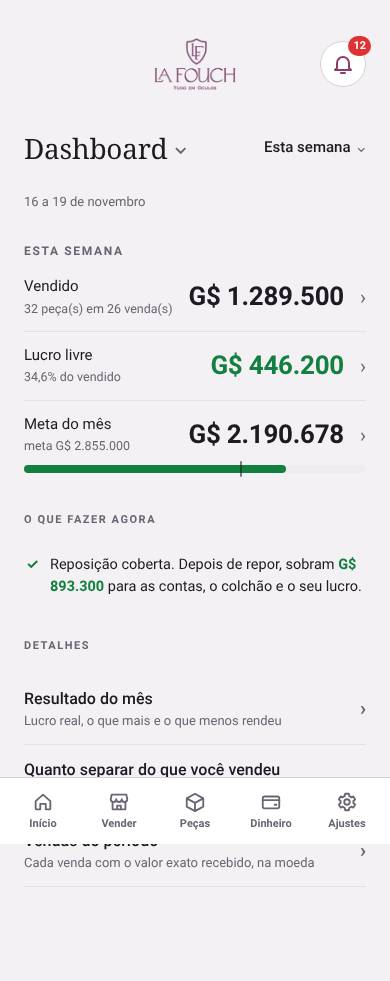 LF
LA FOUCH
TUDO EM ÓCULOS
12
Dashboard
Esta semana
16 a 19 de novembro
ESTA SEMANA
Vendido
32 peça(s) em 26 venda(s)
G$ 1.289.500
Lucro livre
34,6% do vendido
G$ 446.200
Meta do mês
meta G$ 2.855.000
G$ 2.190.678
O QUE FAZER AGORA
Reposição coberta. Depois de repor, sobram G$
893.300 para as contas, o colchão e o seu lucro.
DETALHES
Resultado do mês
Lucro real, o que mais e o que menos rendeu
Quanto separar do que você vendeu
Início
Vender
Peças
Dinheiro
Ajustes
Vendas do período
Cada venda com o valor exato recebido, na moeda